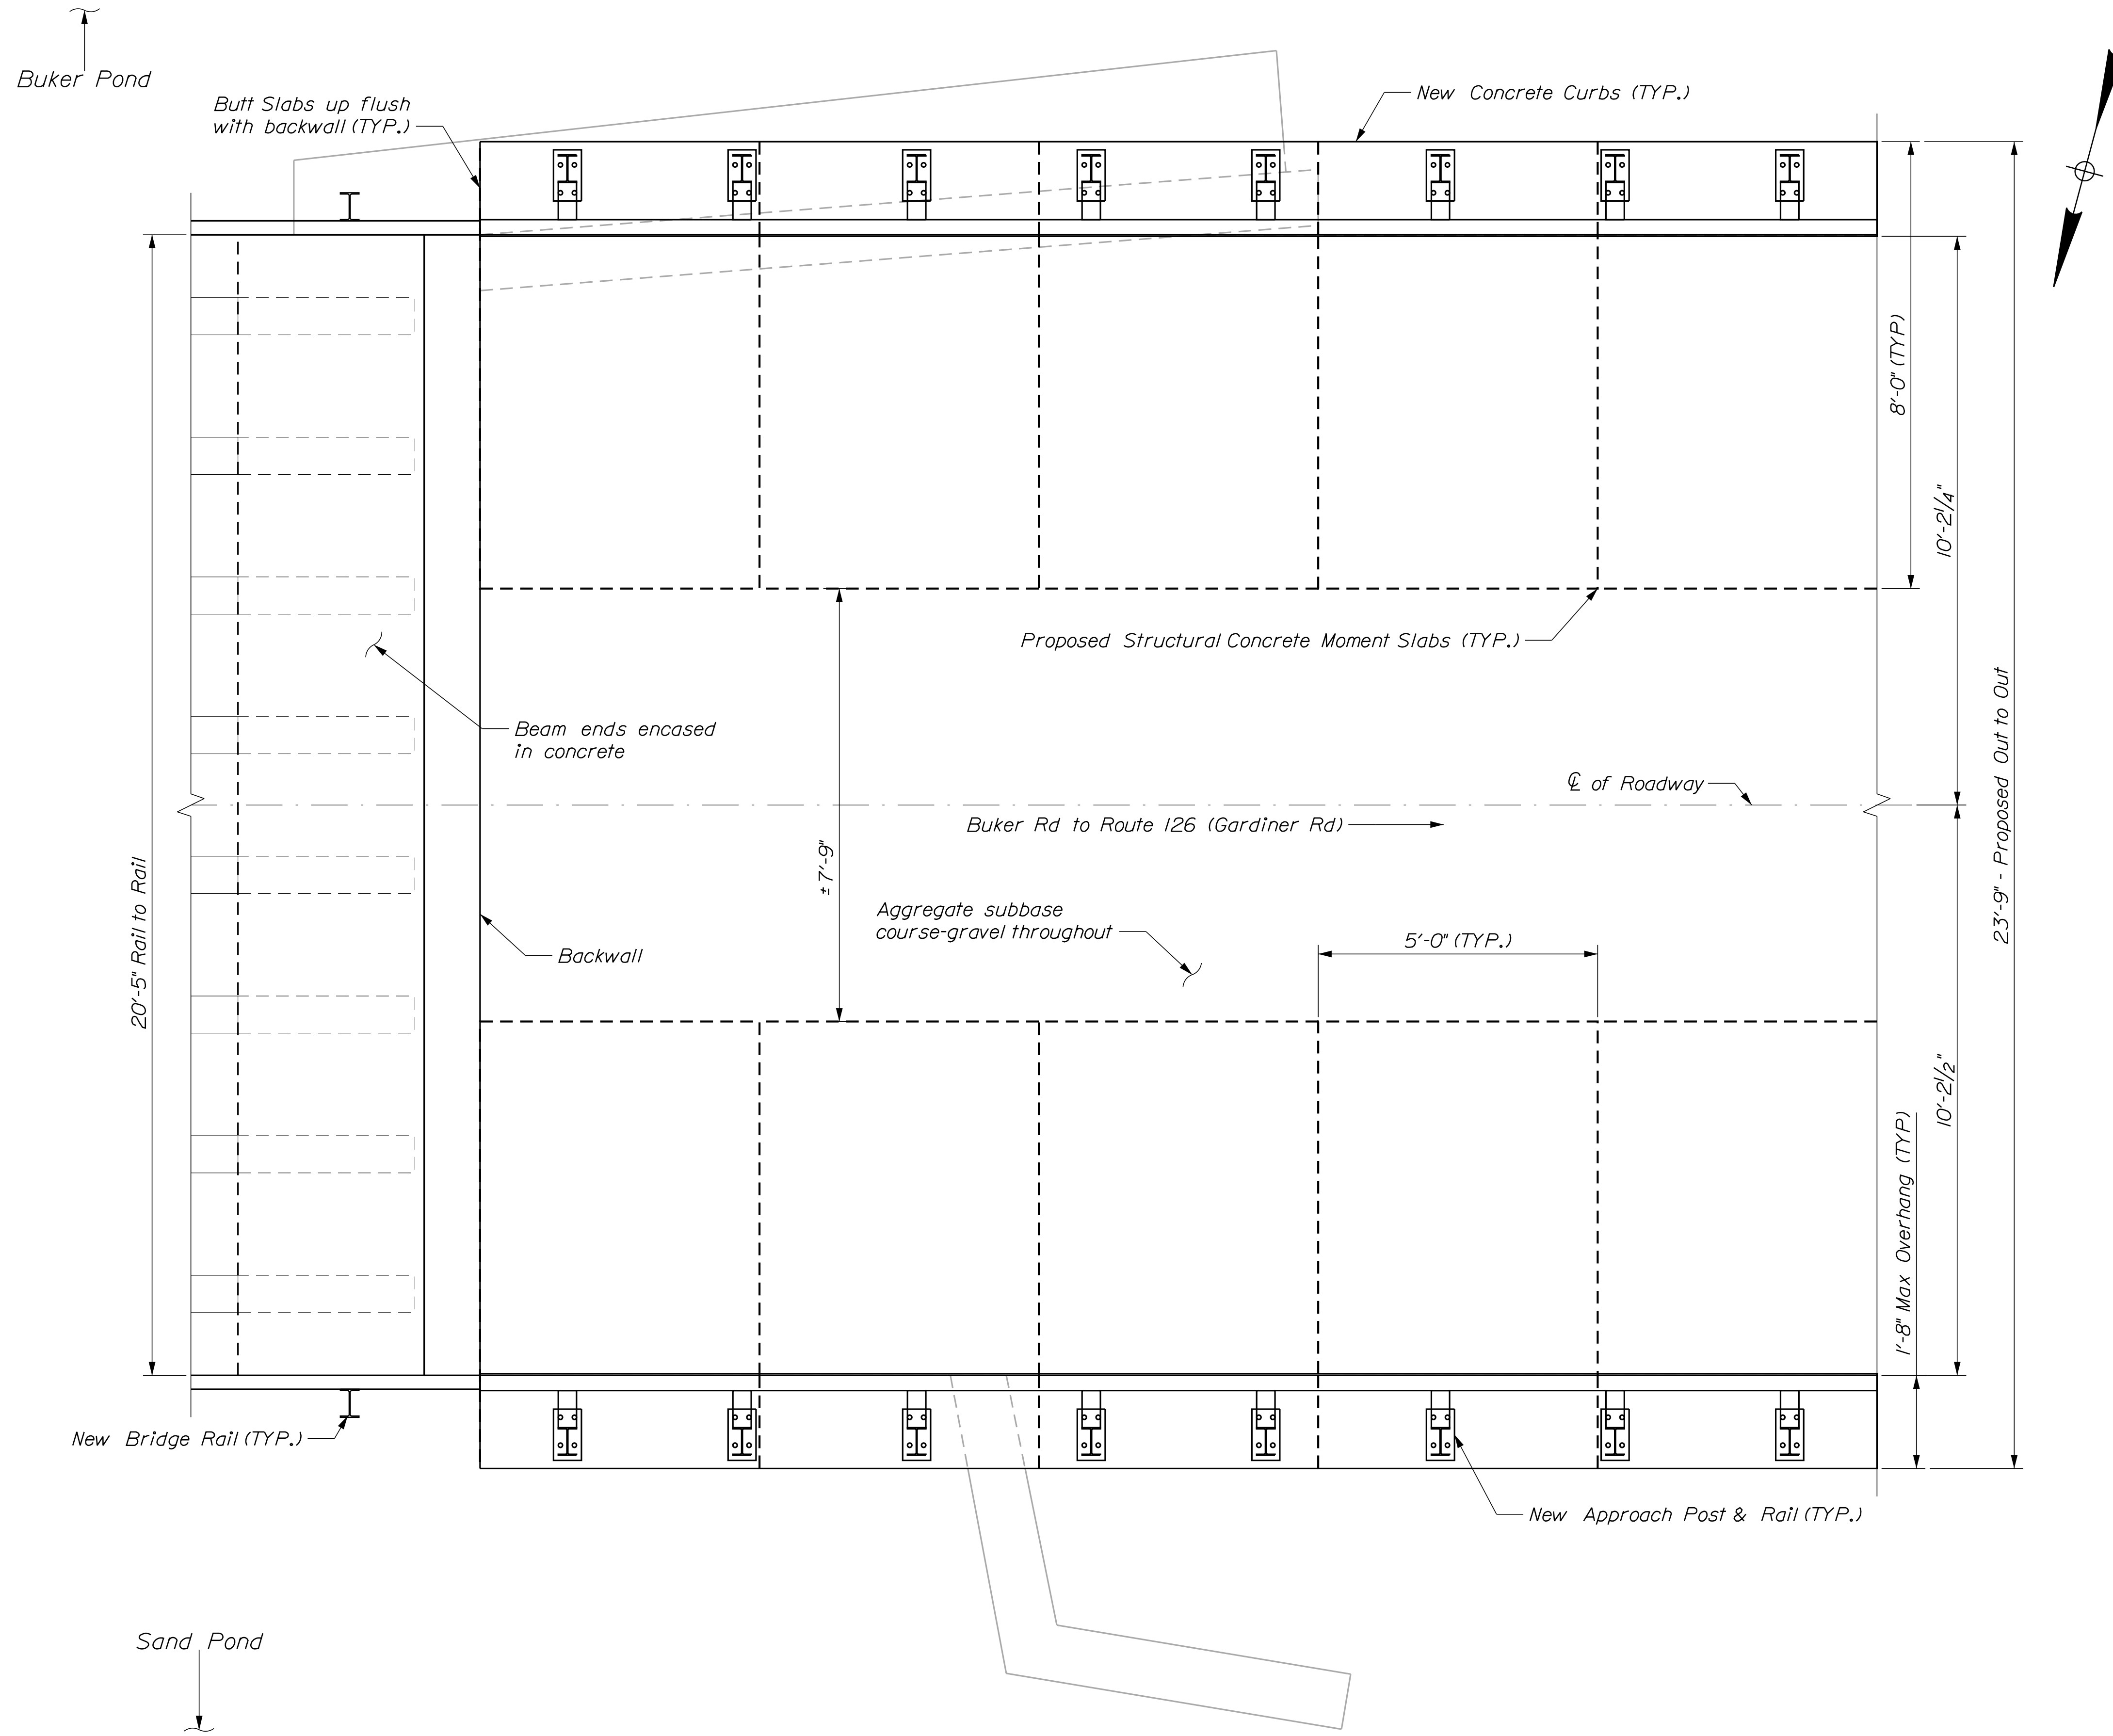 Buker Pond
Butt Slabs up flush
with backwall (TYP.)
New Concrete Curbs (TYP.)
8'-0" (TYP)
10'-2 1/4"
Proposed Structural Concrete Moment Slabs (TYP.)
23'-9" - Proposed Out to Out
Beam ends encased
in concrete
℄ of Roadway
Buker Rd to Route 126 (Gardiner Rd)
±7'-9"
20'-5" Rail to Rail
Aggregate subbase
course-gravel throughout
5'-0" (TYP.)
Backwall
10'-2 1/2"
1'-8" Max Overhang (TYP)
New Bridge Rail (TYP.)
New Approach Post & Rail (TYP.)
Sand Pond